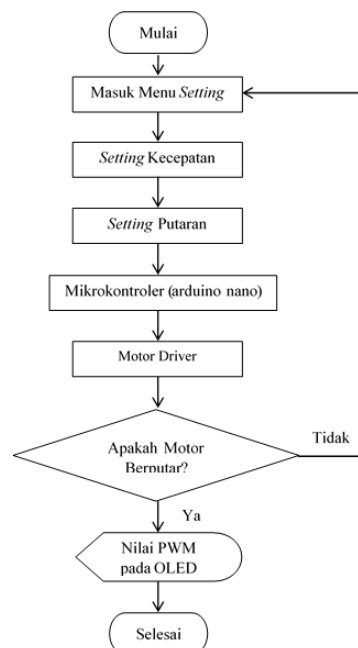 Mulai
Masuk Menu Setting
Setting Kecepatan
Setting Putaran
Mikrokontroler (arduino nano)
Motor Driver
Apakah Motor
Berputar?
Tidak
Ya
Nilai PWM
pada OLED
Selesai